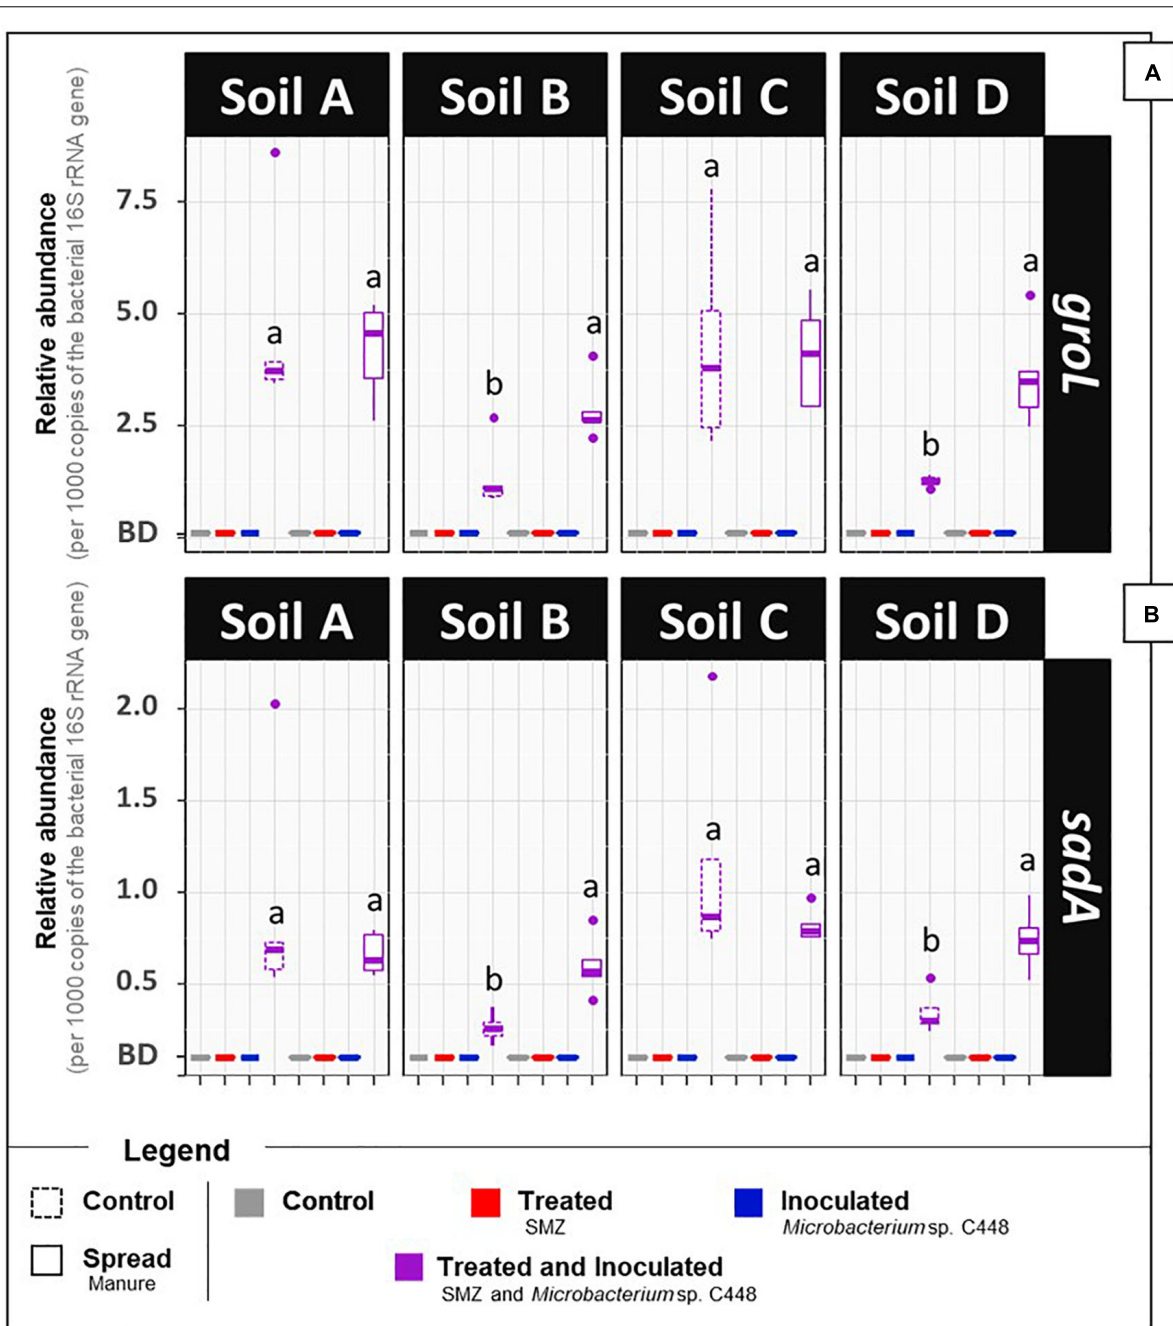 A
Soil A Soil B Soil C Soil D
Relative abundance
(per 1000 copies of the bacterial 16S rRNA gene)
7.5
5.0
2.5
BD
a a b a a a b a
groL
B
Soil A Soil B Soil C Soil D
Relative abundance
(per 1000 copies of the bacterial 16S rRNA gene)
2.0
1.5
1.0
0.5
BD
a a b a a a b a
sadA
Legend
Control
Spread
Manure
Control
Treated
SMZ
Inoculated
Microbacterium sp. C448
Treated and Inoculated
SMZ and Microbacterium sp. C448